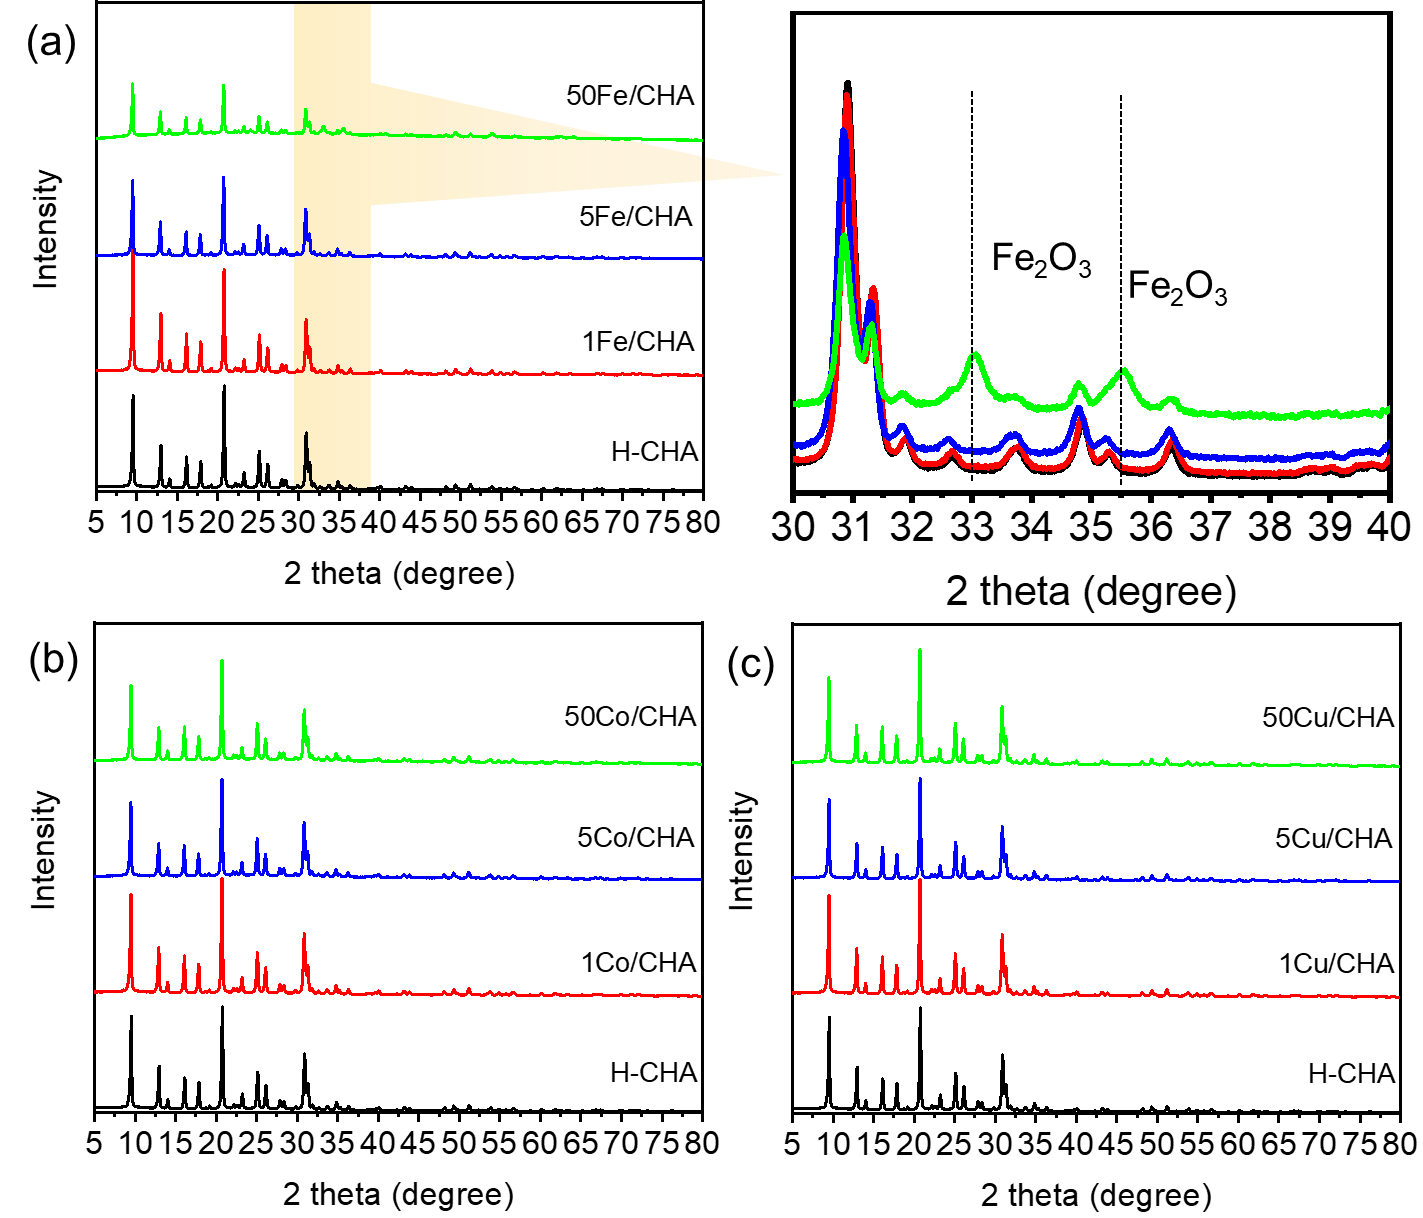 (a)
Intensity
50Fe/CHA
5Fe/CHA
1Fe/CHA
H-CHA
5 10 15 20 25 30 35 40 45 50 55 60 65 70 75 80
2 theta (degree)
Fe₂O₃
Fe₂O₃
30 31 32 33 34 35 36 37 38 39 40
2 theta (degree)
(b)
Intensity
50Co/CHA
5Co/CHA
1Co/CHA
H-CHA
5 10 15 20 25 30 35 40 45 50 55 60 65 70 75 80
2 theta (degree)
(c)
Intensity
50Cu/CHA
5Cu/CHA
1Cu/CHA
H-CHA
5 10 15 20 25 30 35 40 45 50 55 60 65 70 75 80
2 theta (degree)